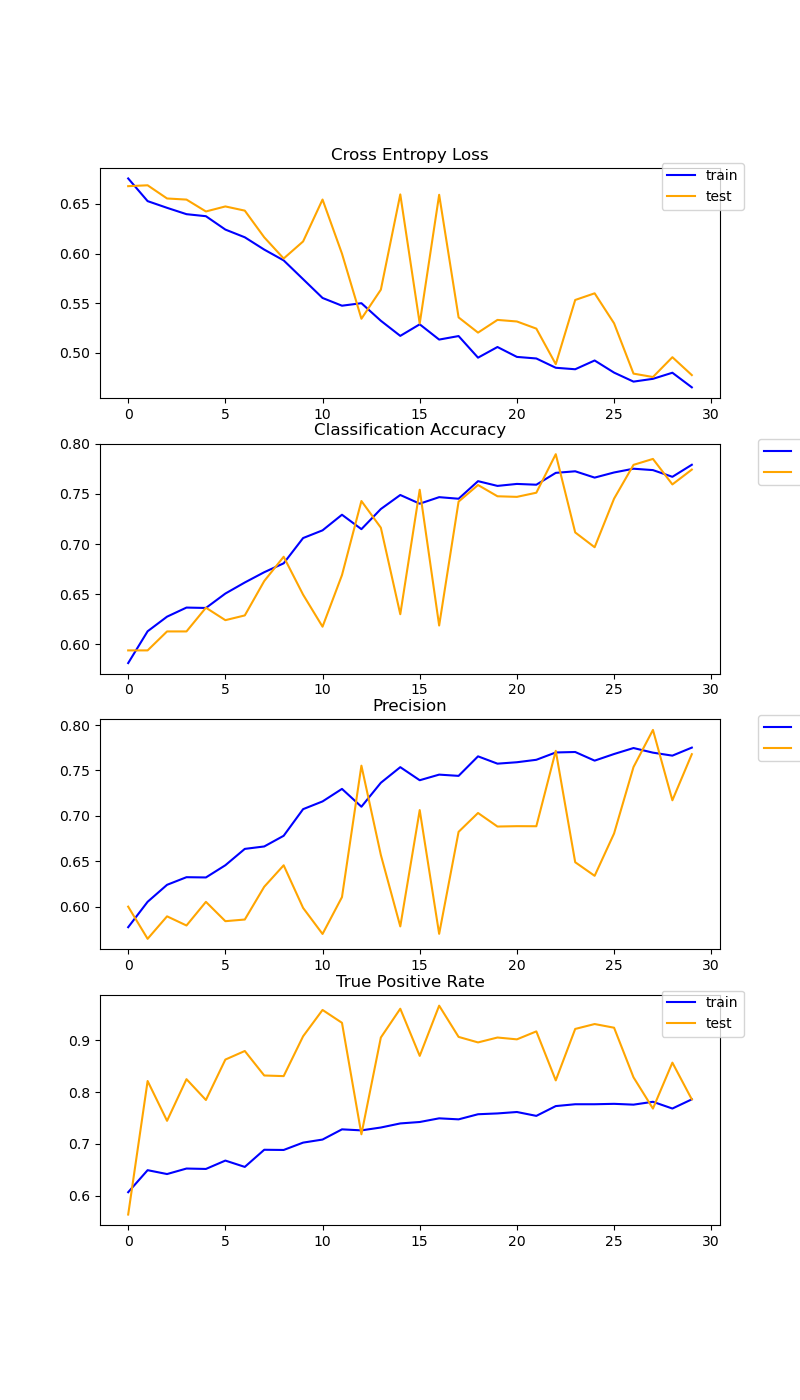 Cross Entropy Loss
train
test
0.65
0.60
0.55
0.50
0 5 10 15 20 25 30
Classification Accuracy
0.80
0.75
0.70
0.65
0.60
0 5 10 15 20 25 30
Precision
0.80
0.75
0.70
0.65
0.60
0 5 10 15 20 25 30
True Positive Rate
train
test
0.9
0.8
0.7
0.6
0 5 10 15 20 25 30